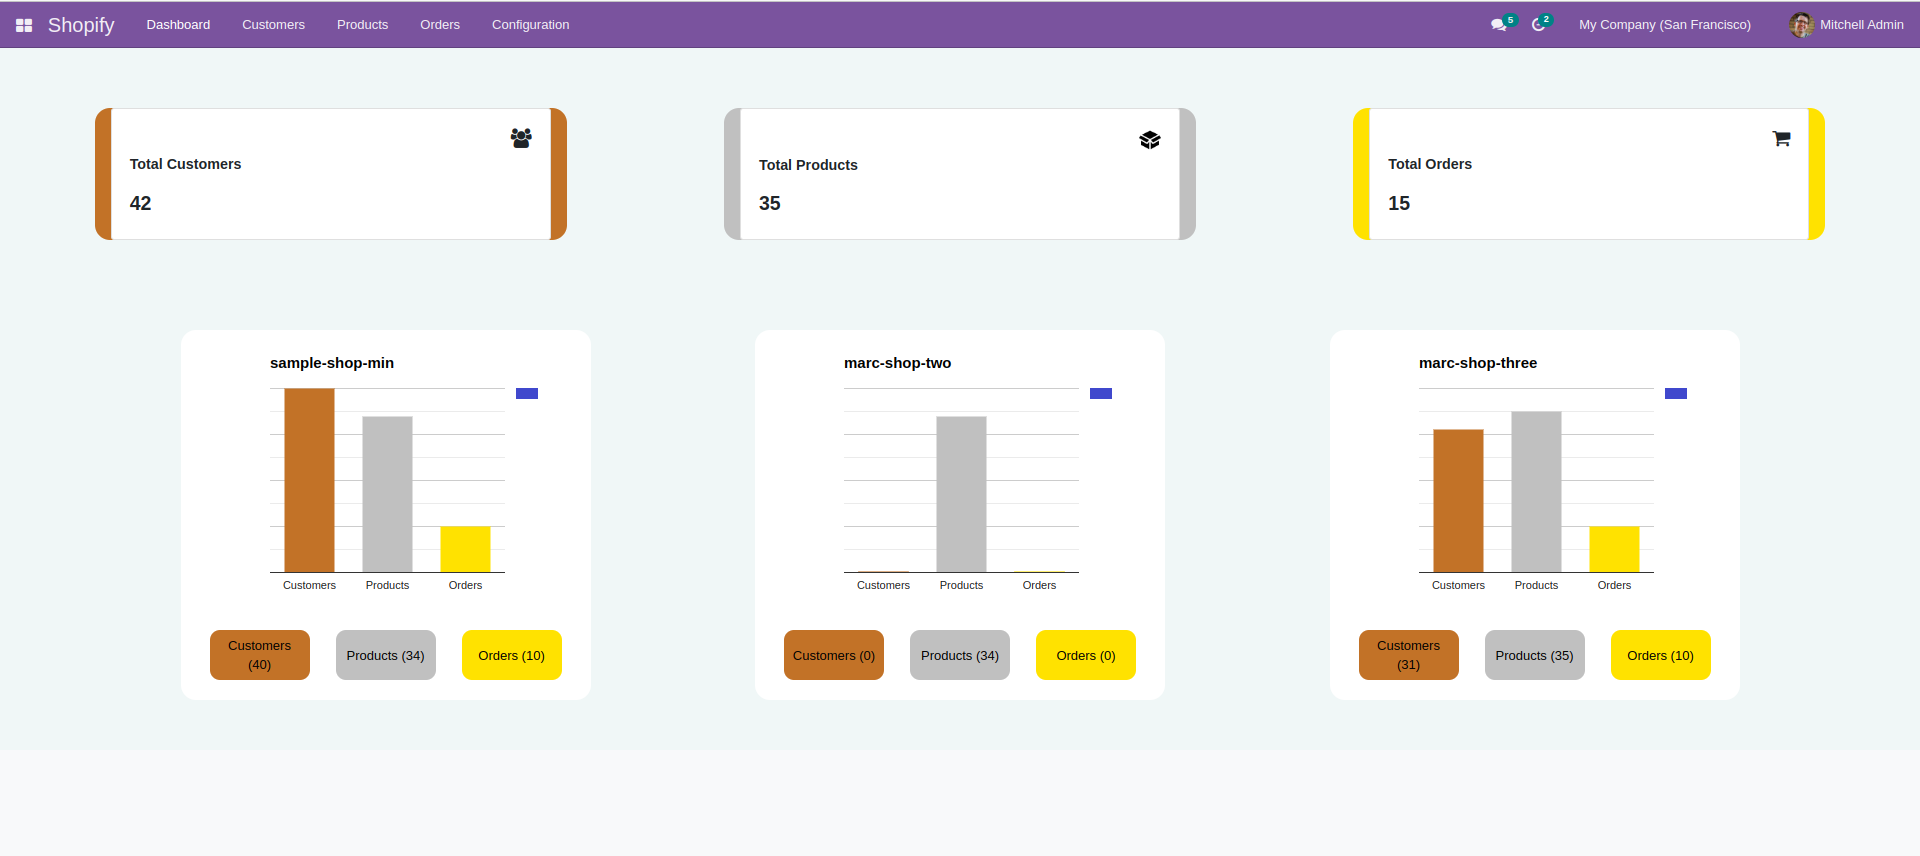 Shopify Dashboard Customers Products Orders Configuration 5 2 My Company (San Francisco) Mitchell Admin
Total Customers
42
Total Products
35
Total Orders
15
sample-shop-min
Customers Products Orders
Customers
(40)
Products (34)
Orders (10)
marc-shop-two
Customers Products Orders
Customers (0)
Products (34)
Orders (0)
marc-shop-three
Customers Products Orders
Customers
(31)
Products (35)
Orders (10)